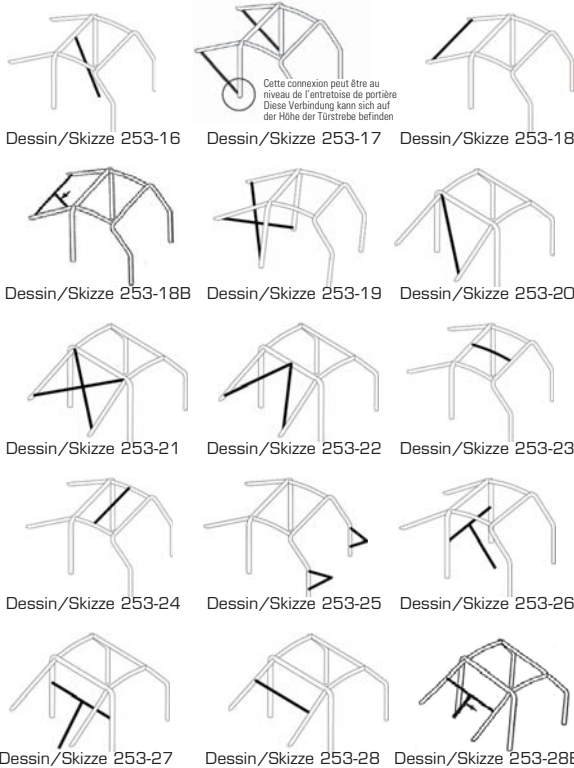 Cette connexion peut être au
niveau de l'entretoise de portière
Diese Verbindung kann sich auf
der Höhe der Türstrebe befinden
Dessin/Skizze 253-16
Dessin/Skizze 253-17
Dessin/Skizze 253-18
Dessin/Skizze 253-18B
Dessin/Skizze 253-19
Dessin/Skizze 253-20
Dessin/Skizze 253-21
Dessin/Skizze 253-22
Dessin/Skizze 253-23
Dessin/Skizze 253-24
Dessin/Skizze 253-25
Dessin/Skizze 253-26
Dessin/Skizze 253-27
Dessin/Skizze 253-28
Dessin/Skizze 253-28B